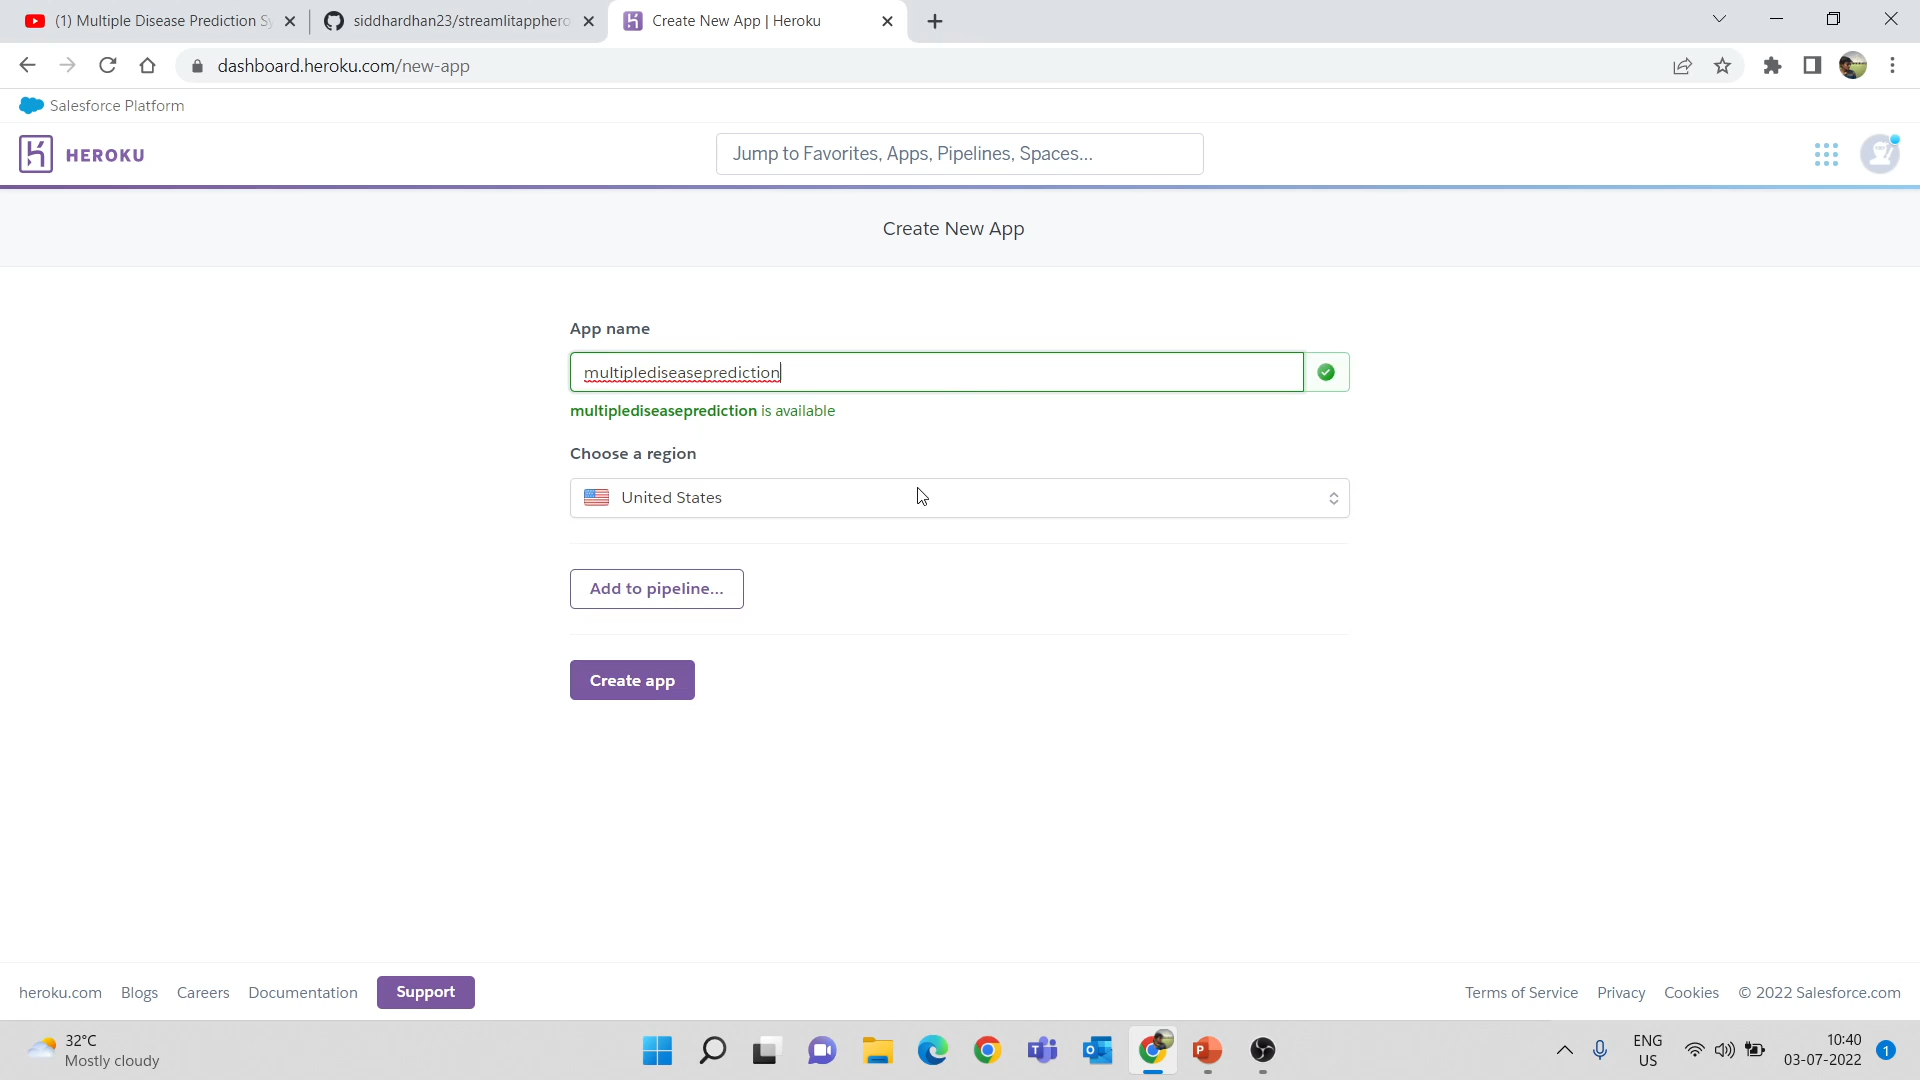 (1) Multiple Disease Prediction Sy
siddhardhan23/streamlitapphero
Create New App | Heroku
dashboard.heroku.com/new-app
Salesforce Platform
HEROKU
Jump to Favorites, Apps, Pipelines, Spaces...
Create New App
App name
multiplediseaseprediction
multiplediseaseprediction is available
Choose a region
United States
Add to pipeline...
Create app
heroku.com Blogs Careers Documentation Support
Terms of Service Privacy Cookies © 2022 Salesforce.com
32°C
Mostly cloudy
ENG
US
10:40
03-07-2022
1